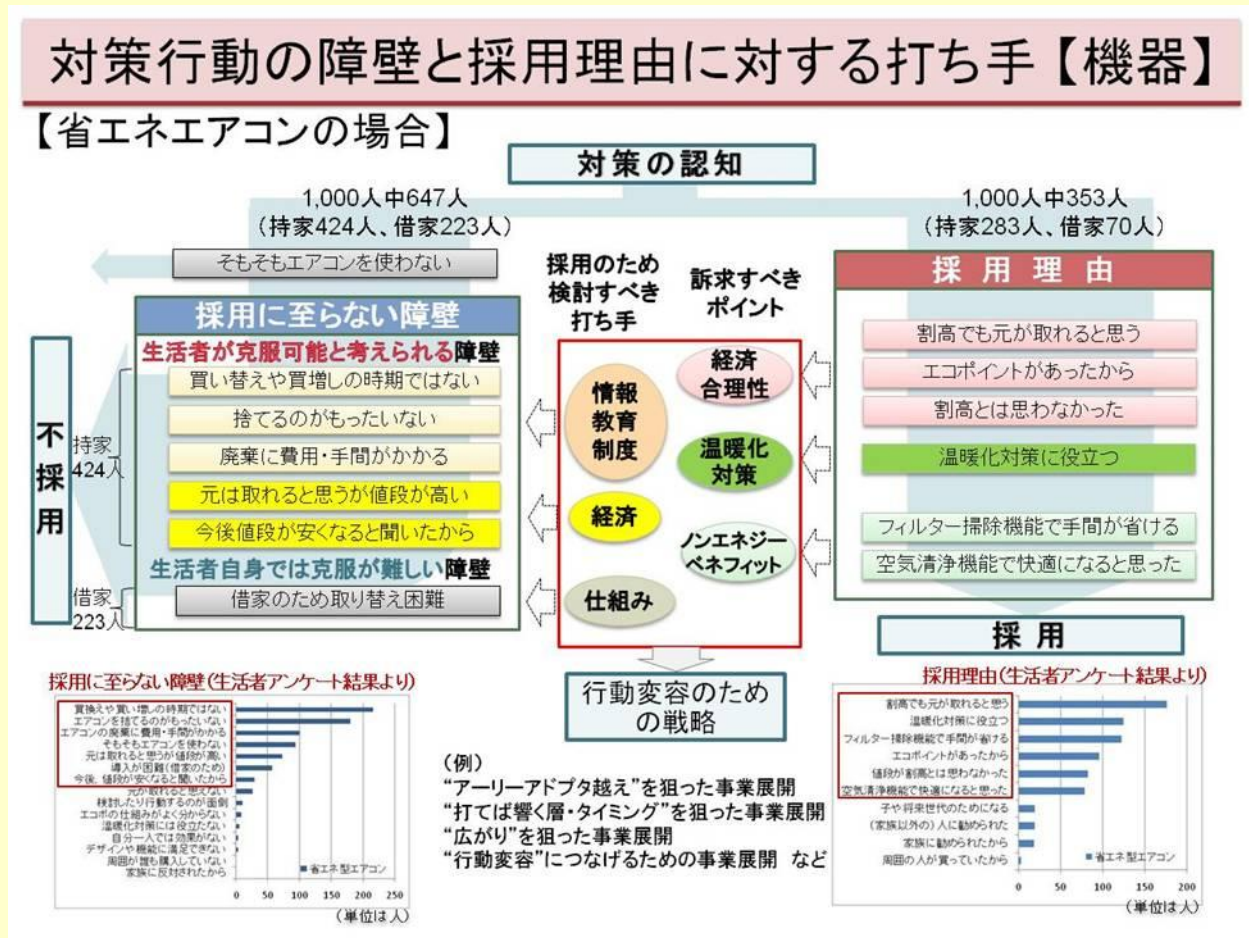 対策行動の障壁と採用理由に対する打ち手【機器】
【省エネエアコンの場合】
対策の認知
1,000人中647人
(持家424人、借家223人)
1,000人中353人
(持家283人、借家70人)
そもそもエアコンを使わない
採用に至らない障壁
生活者が克服可能と考えられる障壁
買い替えや買増しの時期ではない
捨てるのがもったいない
廃棄に費用・手間がかかる
元は取れると思うが値段が高い
今後値段が安くなると聞いたから
生活者自身では克服が難しい障壁
借家のため取り替え困難
不採用
持家
424人
借家
223人
採用のため
検討すべき
打ち手
訴求すべき
ポイント
情報
教育
制度
経済
仕組み
経済
合理性
温暖化
対策
ノンエネジー
ベネフィット
採用理由
割高でも元が取れると思う
エコポイントがあったから
割高とは思わなかった
温暖化対策に役立つ
フィルター掃除機能で手間が省ける
空気清浄機能で快適になると思った
採用
行動変容のため
の戦略
(例)
“アーリーアドプタ越え”を狙った事業展開
“打てば響く層・タイミング”を狙った事業展開
“広がり”を狙った事業展開
“行動変容”につなげるための事業展開 など
採用に至らない障壁(生活者アンケート結果より)
買換えや買い増しの時期ではない
エアコンを捨てるのがもったいない
エアコンの廃棄に費用・手間がかかる
そもそもエアコンを使わない
元は取れると思うが値段が高い
導入が困難(借家のため)
今後、値段が安くなると聞いたから
元が取れると思えない
検討したり行動するのが面倒
エコポの仕組みがよく分からない
温暖化対策には役立たない
自分一人では効果がない
デザインや機能に満足できない
周囲が誰も購入していない
家族に反対されたから
■省エネ型エアコン
0 50 100 150 200 250
(単位は人)
採用理由(生活者アンケート結果より)
割高でも元が取れると思う
温暖化対策に役立つ
フィルター掃除機能で手間が省ける
エコポイントがあったから
値段が割高とは思わなかった
空気清浄機能で快適になると思った
子や将来世代のためになる
(家族以外の)人に勧められた
家族に勧められたから
周囲の人が買っていたから
■省エネ型エアコン
0 50 100 150 200
(単位は人)